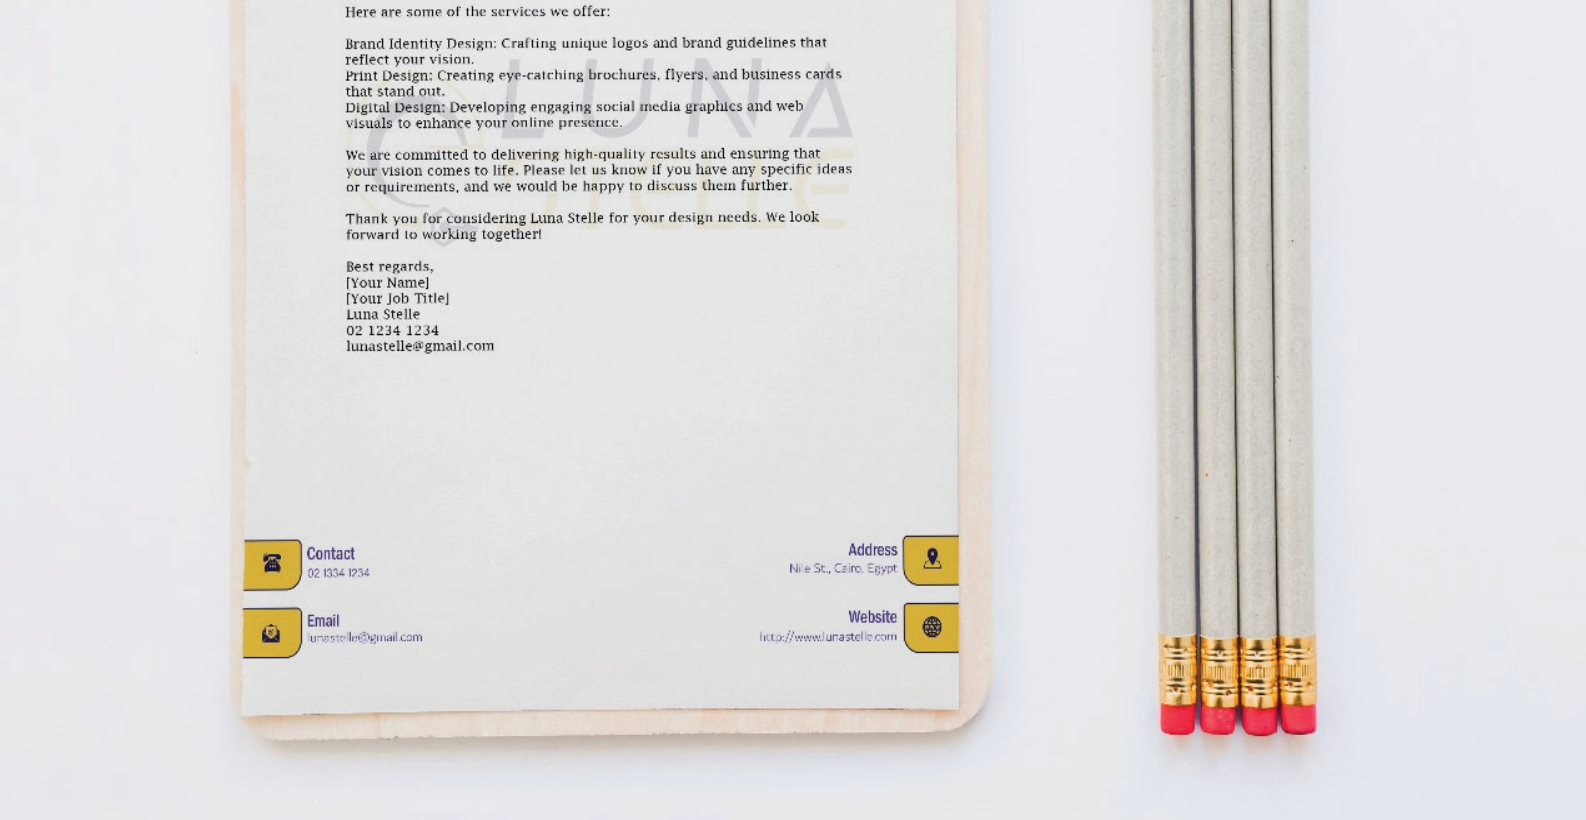 Here are some of the services we offer:
Brand Identity Design: Crafting unique logos and brand guidelines that
reflect your vision.
Print Design: Creating eye-catching brochures, flyers, and business cards
that stand out.
Digital Design: Developing engaging social media graphics and web
visuals to enhance your online presence.
LUNA
STELLE
We are committed to delivering high-quality results and ensuring that
your vision comes to life. Please let us know if you have any specific ideas
or requirements, and we would be happy to discuss them further.
Thank you for considering Luna Stelle for your design needs. We look
forward to working together!
Best regards,
[Your Name]
[Your Job Title]
Luna Stelle
02 1234 1234
lunastelle@gmail.com
Contact
02 1334 1234
Email
lunastelle@gmail.com
Address
Nile St., Cairo, Egypt
Website
http://www.lunastelle.com